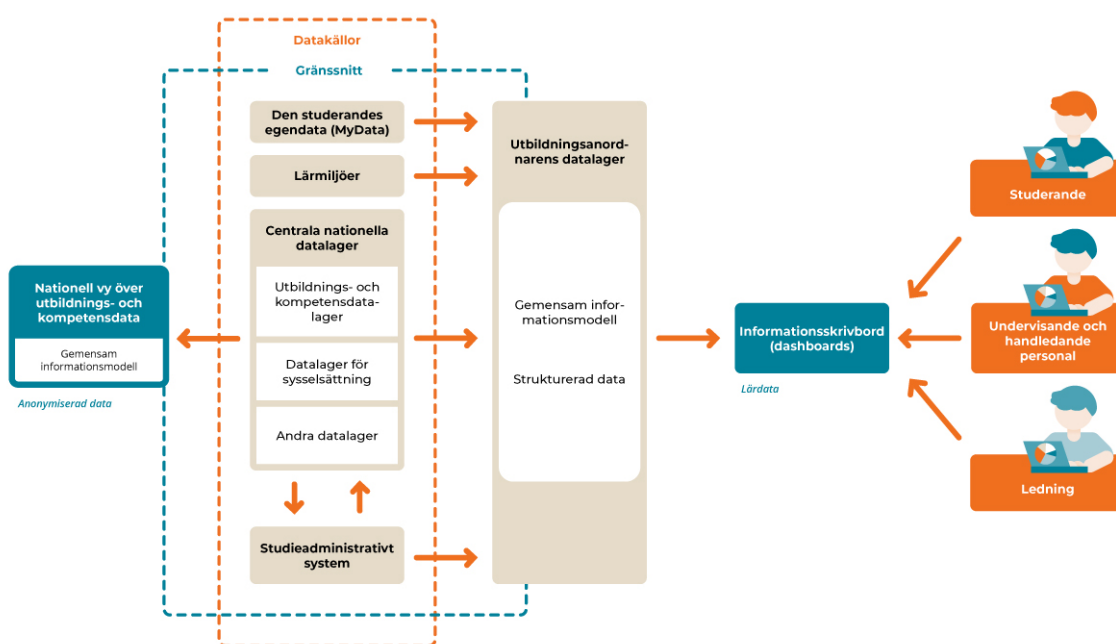 Datakällor
Gränssnitt
Den studerandes
egendata (MyData)
Lärmiljöer
Centrala nationella
datalager
Utbildnings- och
kompetensdata-
lager
Datalager för
sysselsättning
Andra datalager
Studieadministrativt
system
Nationell vy över
utbildnings- och
kompetensdata
Gemensam
informationsmodell
Anonymiserad data
Utbildningsanord-
narens datalager
Gemensam infor-
mationsmodell
Strukturerad data
Informationsskrivbord
(dashboards)
Lärdata
Studerande
Undervisande och
handledande
personal
Ledning